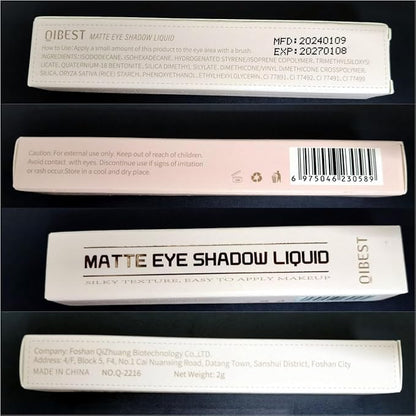 QIBEST MATTE EYE SHADOW LIQUID
MFD: 20240109
EXP: 20270108
How to Use: Apply a small amount of this product to the eye area with a brush.
INGREDIENTS: ISODODECANE, ISOHEXADECANE, HYDROGENATED STYRENE/ISOPRENE COPOLYMER, TRIMETHYLSILOXYSI
LICATE, QUATERNIUM-18 BENTONITE, SILICA DIMETHYL SILYLATE, DIMETHICONE/VINYL DIMETHICONE CROSSPOLYMER,
SILICA, ORYZA SATIVA (RICE) STARCH, PHENOXYETHANOL, ETHYLHEXYLGLYCERIN, CI 77891, CI 77492, CI 77491, CI 77499
Caution: For external use only. Keep out of reach of children.
Avoid contact with eyes. Discontinue use if signs of irritation
or rash occur.Store in a cool and dry place.
6 975046 230589
MATTE EYE SHADOW LIQUID
SILKY TEXTURE, EASY TO APPLY MAKEUP
QIBEST
Company: Foshan QiZhuang Biotechnology Co.,LTD.
Address: 4/F, Block 5, F4, No.1 Cai Nuanxing Road, Datang Town, Sanshui District, Foshan City.
MADE IN CHINA NO.Q-2216 Net Weight: 2g